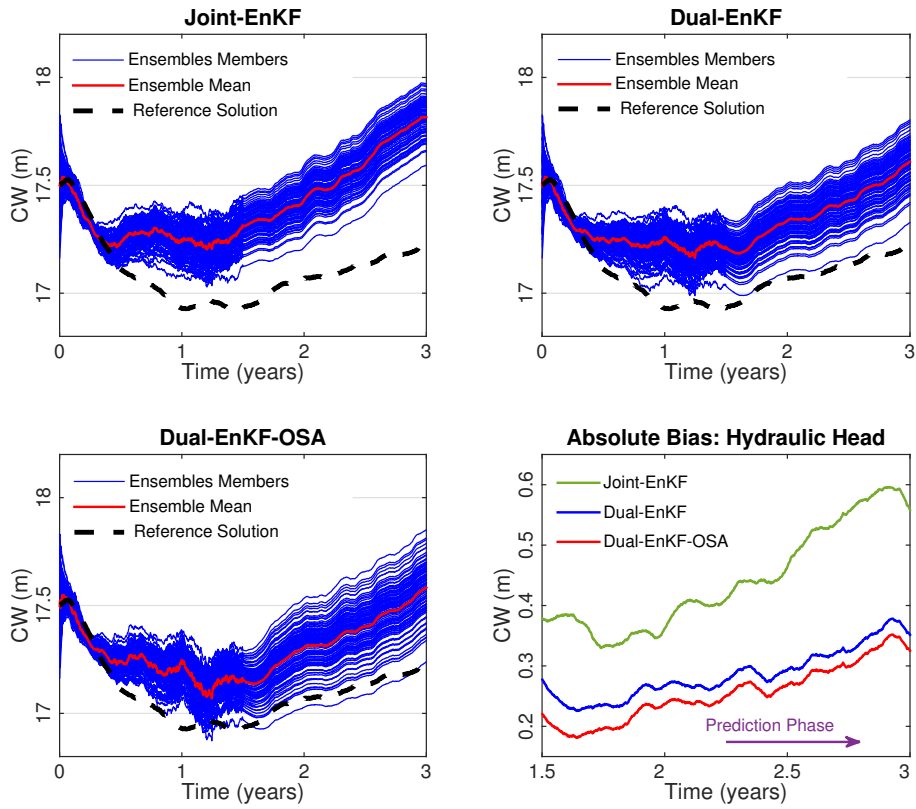 Joint-EnKF
Ensembles Members
Ensemble Mean
Reference Solution
CW (m)
18
17.5
17
0
1
2
3
Time (years)
Dual-EnKF
Ensembles Members
Ensemble Mean
Reference Solution
CW (m)
18
17.5
17
0
1
2
3
Time (years)
Dual-EnKF-OSA
Ensembles Members
Ensemble Mean
Reference Solution
CW (m)
18
17.5
17
0
1
2
3
Time (years)
Absolute Bias: Hydraulic Head
Joint-EnKF
Dual-EnKF
Dual-EnKF-OSA
CW (m)
0.6
0.5
0.4
0.3
0.2
Prediction Phase
1.5
2
2.5
3
Time (years)